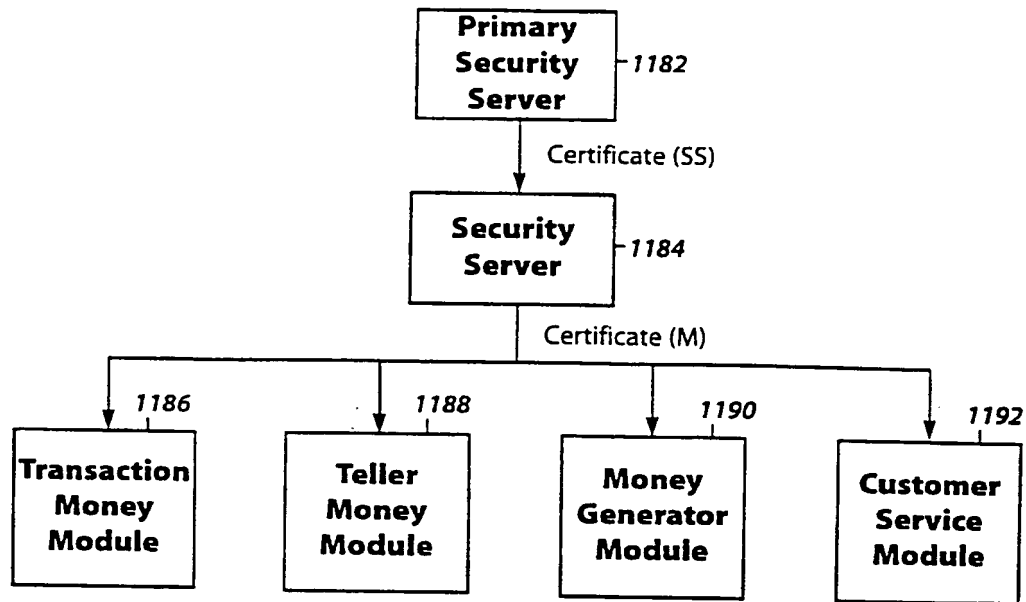 Primary
Security
Server
1182
Certificate (SS)
Security
Server
1184
Certificate (M)
1186
1188
1190
1192
Transaction
Money
Module
Teller
Money
Module
Money
Generator
Module
Customer
Service
Module